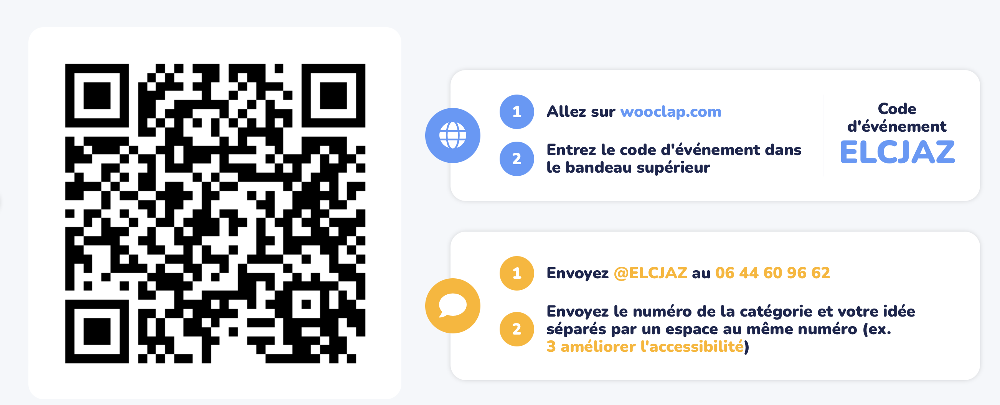 1
Allez sur wooclap.com
2
Entrez le code d'événement dans
le bandeau supérieur
Code
d'événement
ELCJAZ
1
Envoyez @ELCJAZ au 06 44 60 96 62
2
Envoyez le numéro de la catégorie et votre idée
séparés par un espace au même numéro (ex.
3 améliorer l'accessibilité)